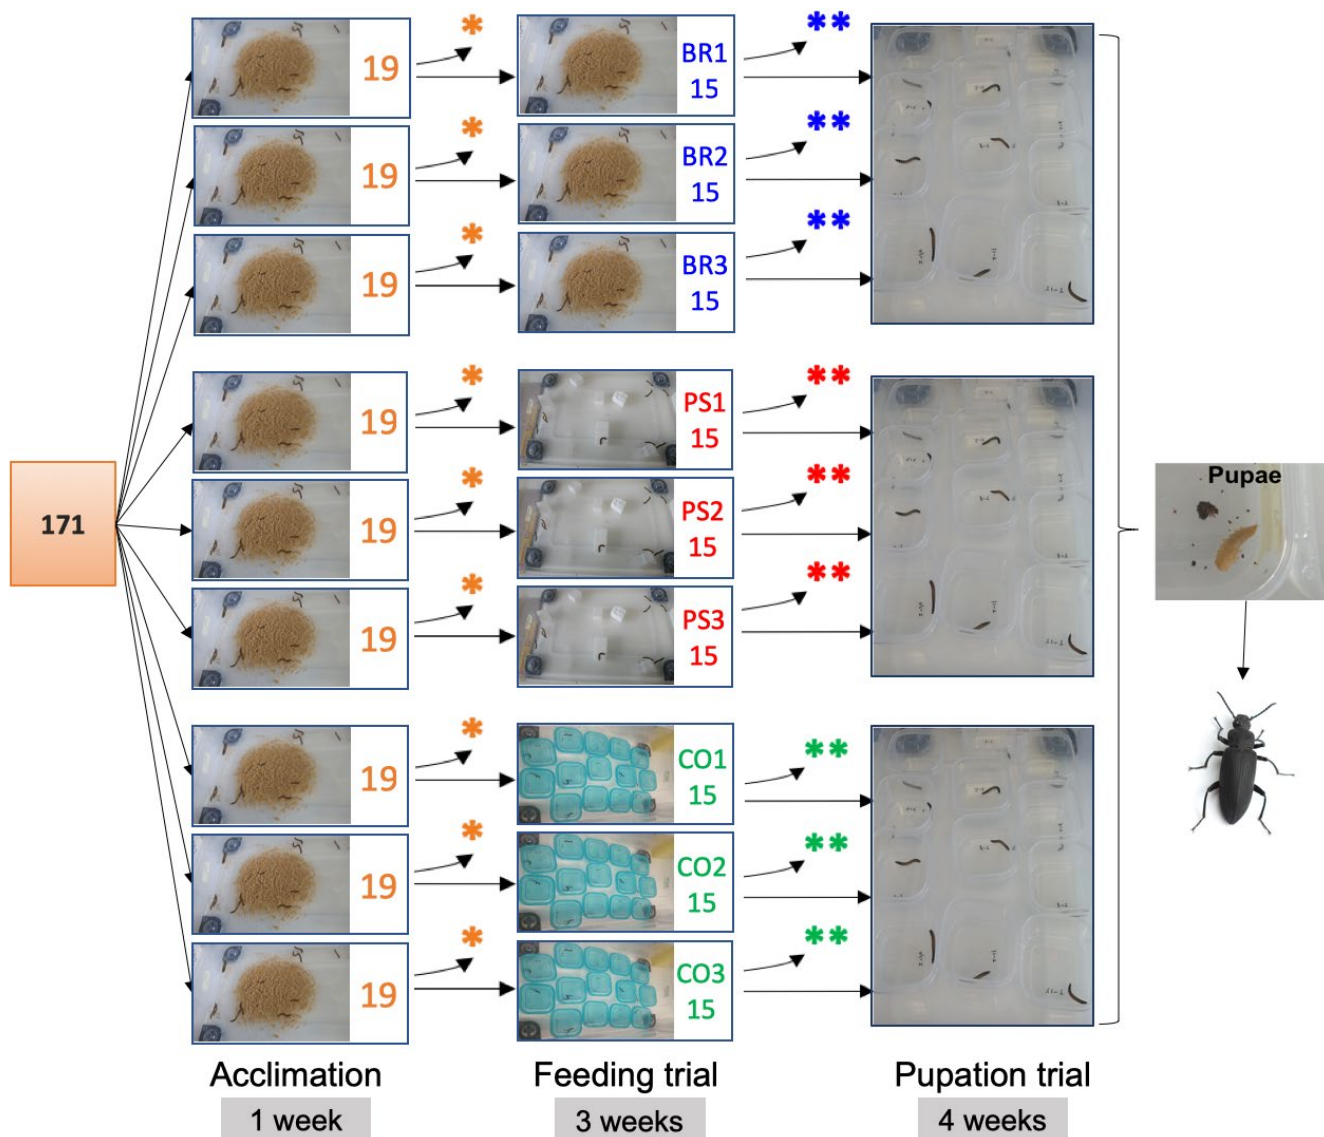 171
19
*
BR1
15
**
19
*
BR2
15
**
19
*
BR3
15
**
19
*
PS1
15
**
19
*
PS2
15
**
19
*
PS3
15
**
19
*
CO1
15
**
19
*
CO2
15
**
19
*
CO3
15
**
Pupae
Acclimation
Feeding trial
Pupation trial
1 week
3 weeks
4 weeks